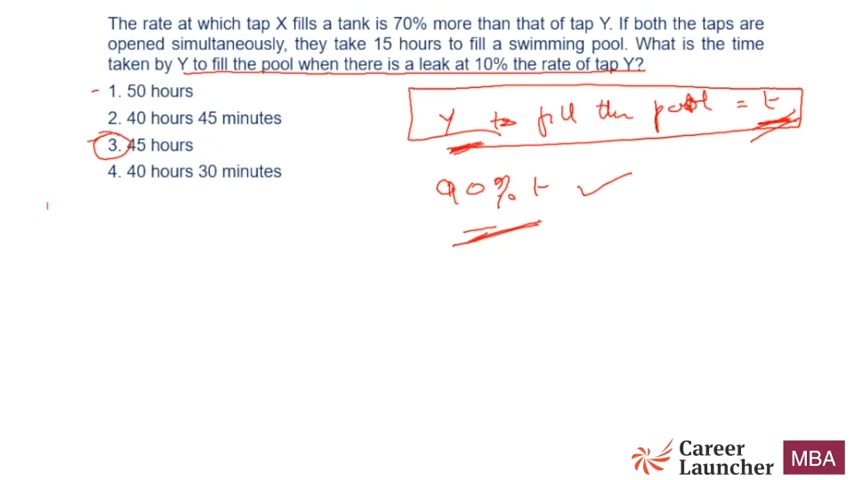 The rate at which tap X fills a tank is 70% more than that of tap Y. If both the taps are
opened simultaneously, they take 15 hours to fill a swimming pool. What is the time
taken by Y to fill the pool when there is a leak at 10% the rate of tap Y?
1. 50 hours
2. 40 hours 45 minutes
3. 45 hours
4. 40 hours 30 minutes
Y to fill the pool = t
90% t ✓
Career
Launcher
MBA